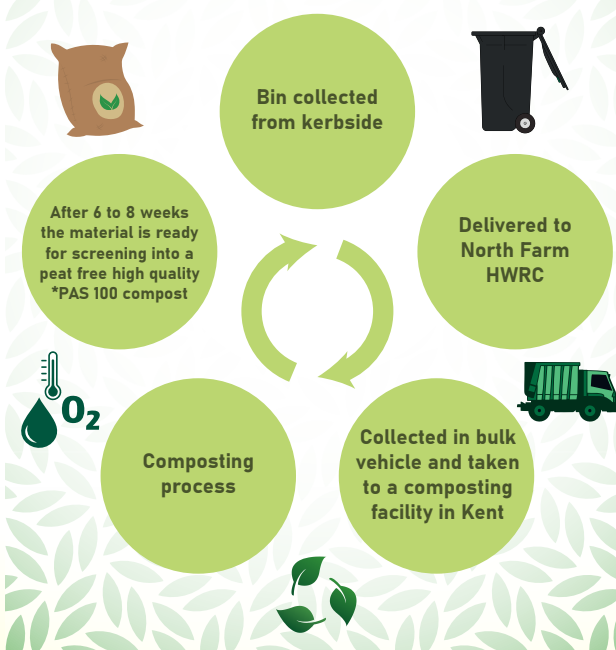 Bin collected
from kerbside
Delivered to
North Farm
HWRC
Collected in bulk
vehicle and taken
to a composting
facility in Kent
Composting
process
O₂
After 6 to 8 weeks
the material is ready
for screening into a
peat free high quality
*PAS 100 compost